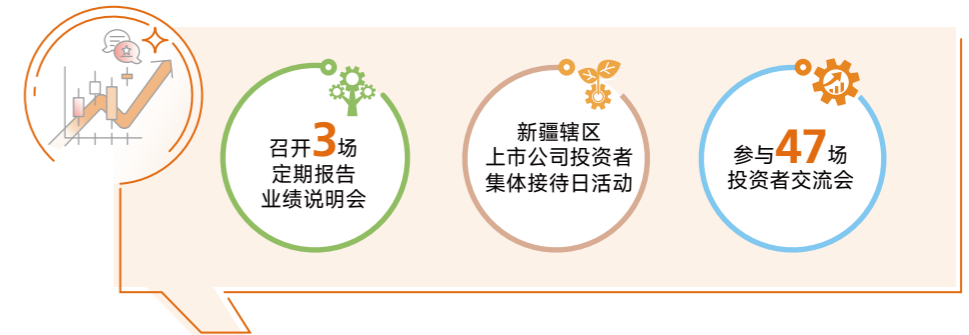 召开3场
定期报告
业绩说明会
新疆辖区
上市公司投资者
集体接待日活动
参与47场
投资者交流会